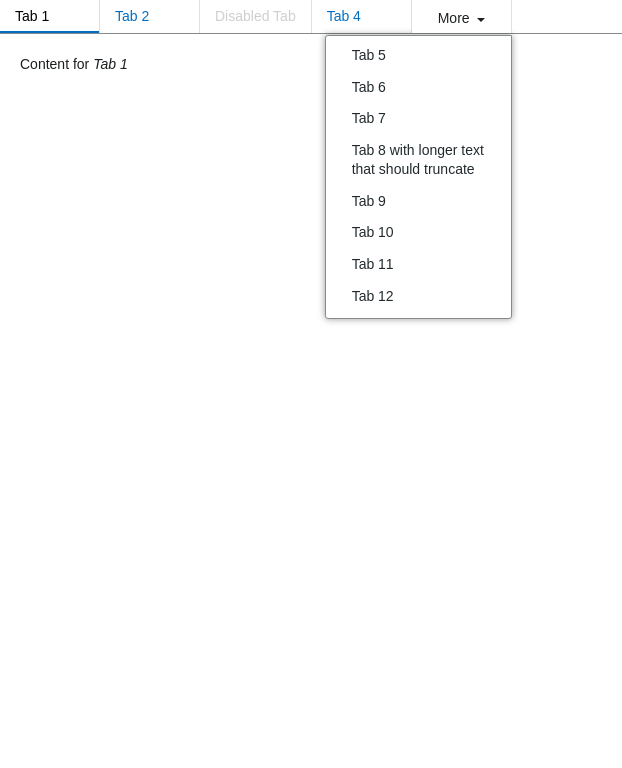 Tab 1 Tab 2 Disabled Tab Tab 4 More
Content for Tab 1
Tab 5
Tab 6
Tab 7
Tab 8 with longer text
that should truncate
Tab 9
Tab 10
Tab 11
Tab 12